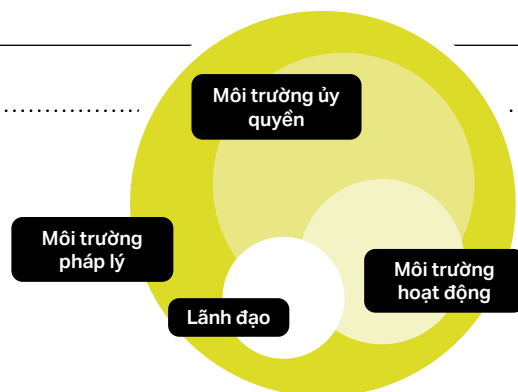 Môi trường ủy
quyền
Môi trường
pháp lý
Môi trường
hoạt động
Lãnh đạo